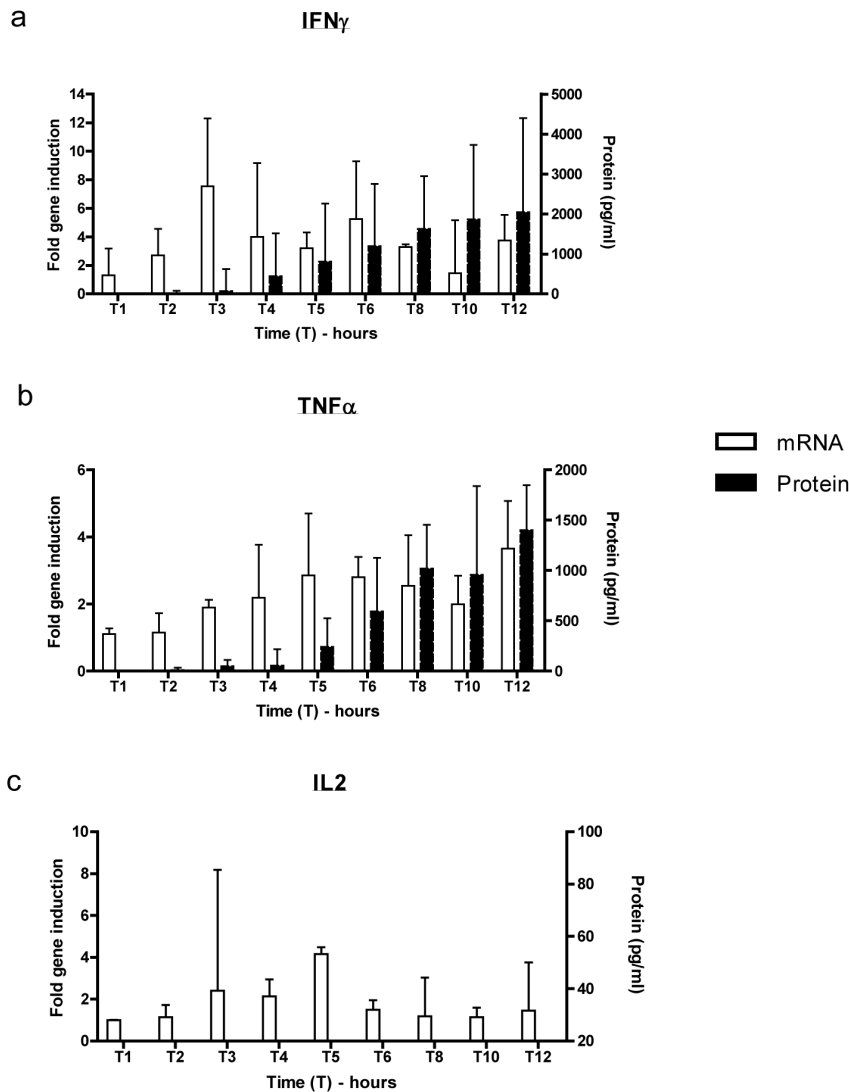 a
IFNγ
14
12
10
8
6
4
2
0
Fold gene induction
5000
4000
3000
2000
1000
0
Protein (pg/ml)
T1 T2 T3 T4 T5 T6 T8 T10 T12
Time (T) - hours
b
TNFα
6
4
2
0
Fold gene induction
2000
1500
1000
500
0
Protein (pg/ml)
T1 T2 T3 T4 T5 T6 T8 T10 T12
Time (T) - hours
mRNA
Protein
c
IL2
10
8
6
4
2
0
Fold gene induction
100
80
60
40
20
Protein (pg/ml)
T1 T2 T3 T4 T5 T6 T8 T10 T12
Time (T) - hours